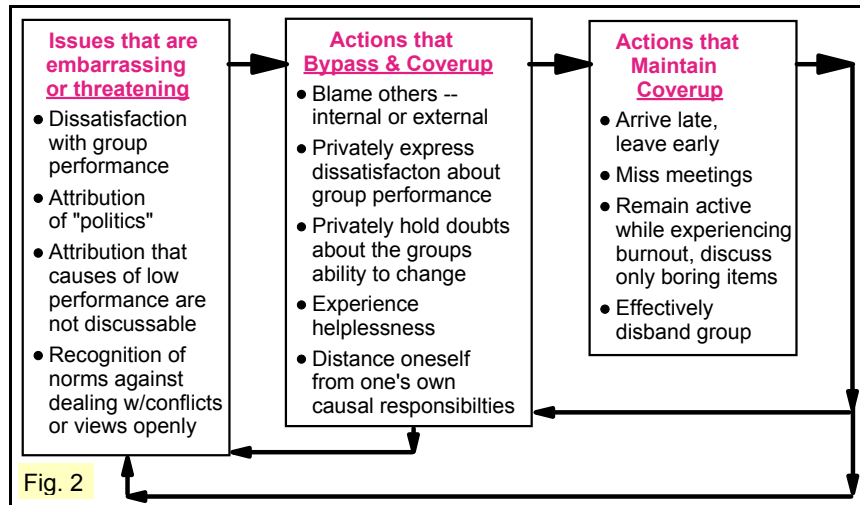 Issues that are
embarrassing
or threatening
● Dissatisfaction
with group
performance
● Attribution
of "politics"
● Attribution that
causes of low
performance are
not discussable
● Recognition of
norms against
dealing w/conflicts
or views openly
Actions that
Bypass & Coverup
● Blame others --
internal or external
● Privately express
dissatisfacton about
group performance
● Privately hold doubts
about the groups
ability to change
● Experience
helplessness
● Distance oneself
from one's own
causal responsibilties
Actions that
Maintain
Coverup
● Arrive late,
leave early
● Miss meetings
● Remain active
while experiencing
burnout, discuss
only boring items
● Effectively
disband group
Fig. 2